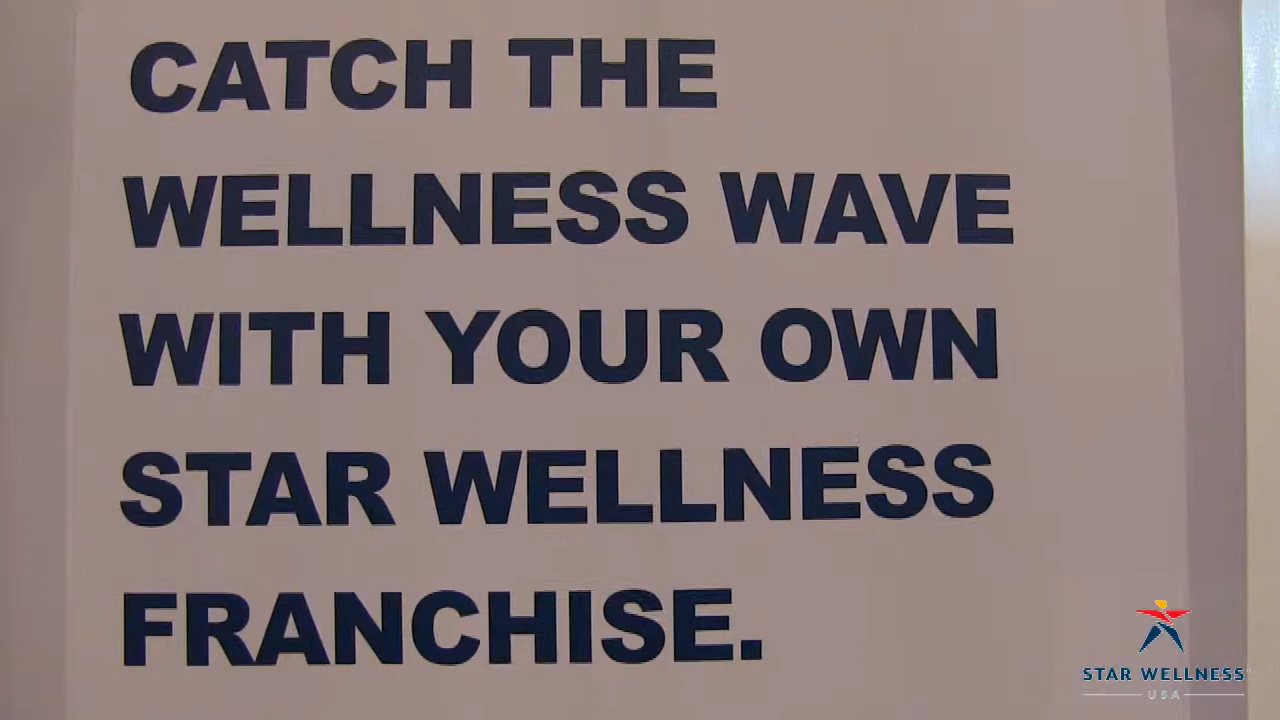 CATCH THE
WELLNESS WAVE
WITH YOUR OWN
STAR WELLNESS
FRANCHISE.
STAR WELLNESS
USA